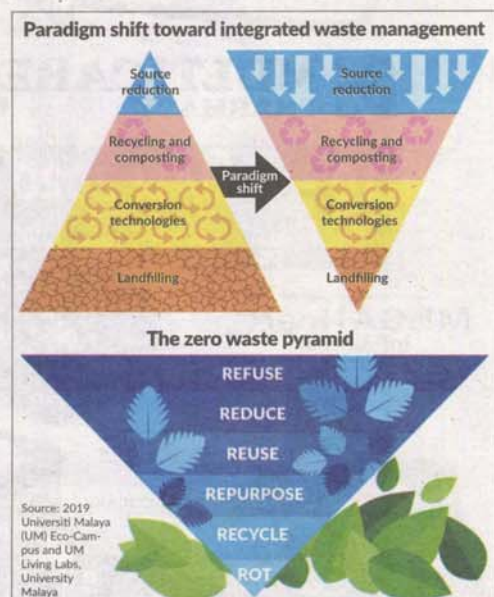 Paradigm shift toward integrated waste management
Source
reduction
Recycling and
composting
Conversion
technologies
Landfilling
Paradigm
shift
Source
reduction
Recycling and
composting
Conversion
technologies
Landfilling
The zero waste pyramid
REFUSE
REDUCE
REUSE
REPURPOSE
RECYCLE
ROT
Source: 2019
Universiti Malaya
(UM) Eco-Cam-
pus and UM
Living Labs,
University
Malaya